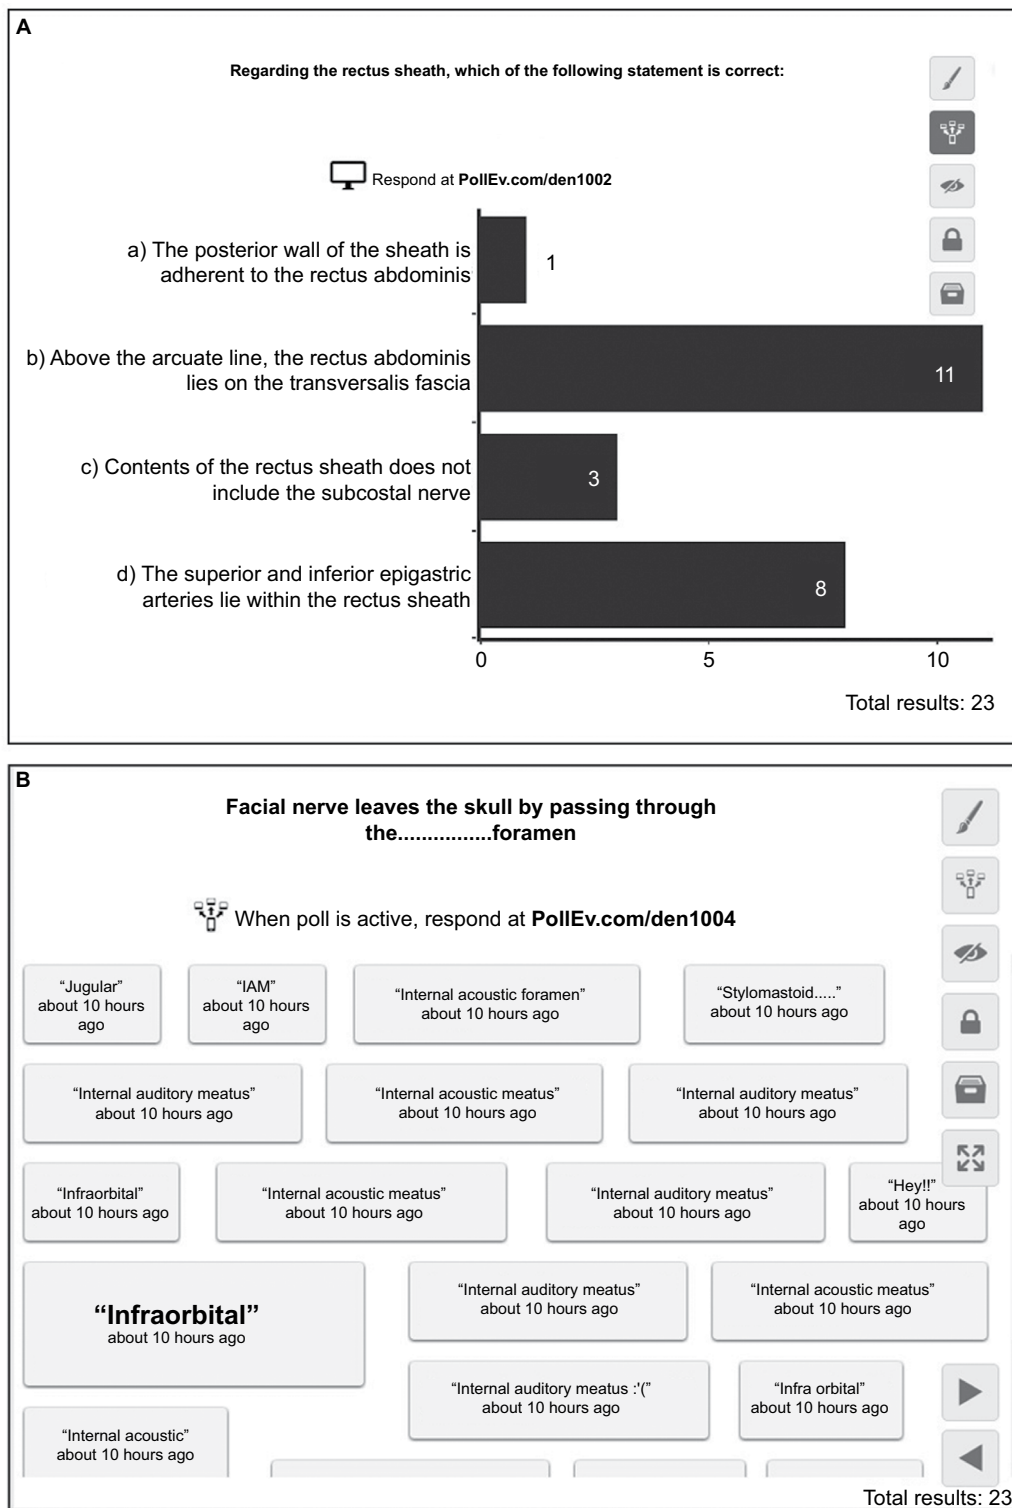 A
Regarding the rectus sheath, which of the following statement is correct:
Respond at PollEv.com/den1002
a) The posterior wall of the sheath is
adherent to the rectus abdominis
1
b) Above the arcuate line, the rectus abdominis
lies on the transversalis fascia
11
c) Contents of the rectus sheath does not
include the subcostal nerve
3
d) The superior and inferior epigastric
arteries lie within the rectus sheath
8
0 5 10
Total results: 23
B
Facial nerve leaves the skull by passing through
the................foramen
When poll is active, respond at PollEv.com/den1004
“Jugular”
about 10 hours
ago
“IAM”
about 10 hours
ago
“Internal acoustic foramen”
about 10 hours ago
“Stylomastoid.....”
about 10 hours ago
“Internal auditory meatus”
about 10 hours ago
“Internal acoustic meatus”
about 10 hours ago
“Internal auditory meatus”
about 10 hours ago
“Infraorbital”
about 10 hours ago
“Internal acoustic meatus”
about 10 hours ago
“Internal auditory meatus”
about 10 hours ago
“Hey!!”
about 10 hours
ago
“Infraorbital”
about 10 hours ago
“Internal auditory meatus”
about 10 hours ago
“Internal acoustic meatus”
about 10 hours ago
“Internal auditory meatus :'(”
about 10 hours ago
“Infra orbital”
about 10 hours ago
“Internal acoustic”
about 10 hours ago
Total results: 23